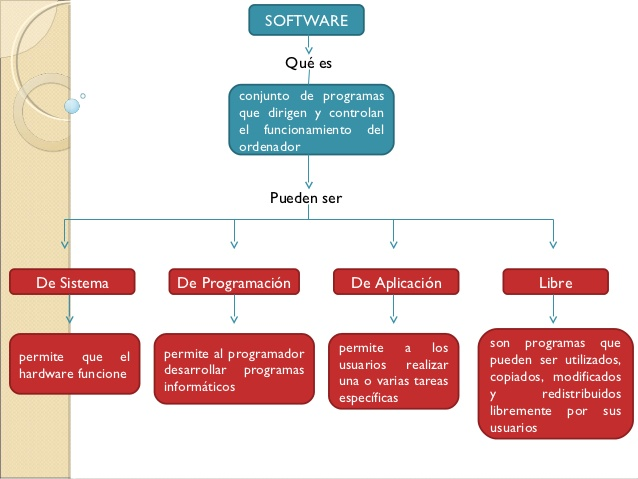 SOFTWARE
Qué es
conjunto de programas
que dirigen y controlan
el funcionamiento del
ordenador
Pueden ser
De Sistema
De Programación
De Aplicación
Libre
permite que el
hardware funcione
permite al programador
desarrollar programas
informáticos
permite a los
usuarios realizar
una o varias tareas
específicas
son programas que
pueden ser utilizados,
copiados, modificados
y redistribuidos
libremente por sus
usuarios